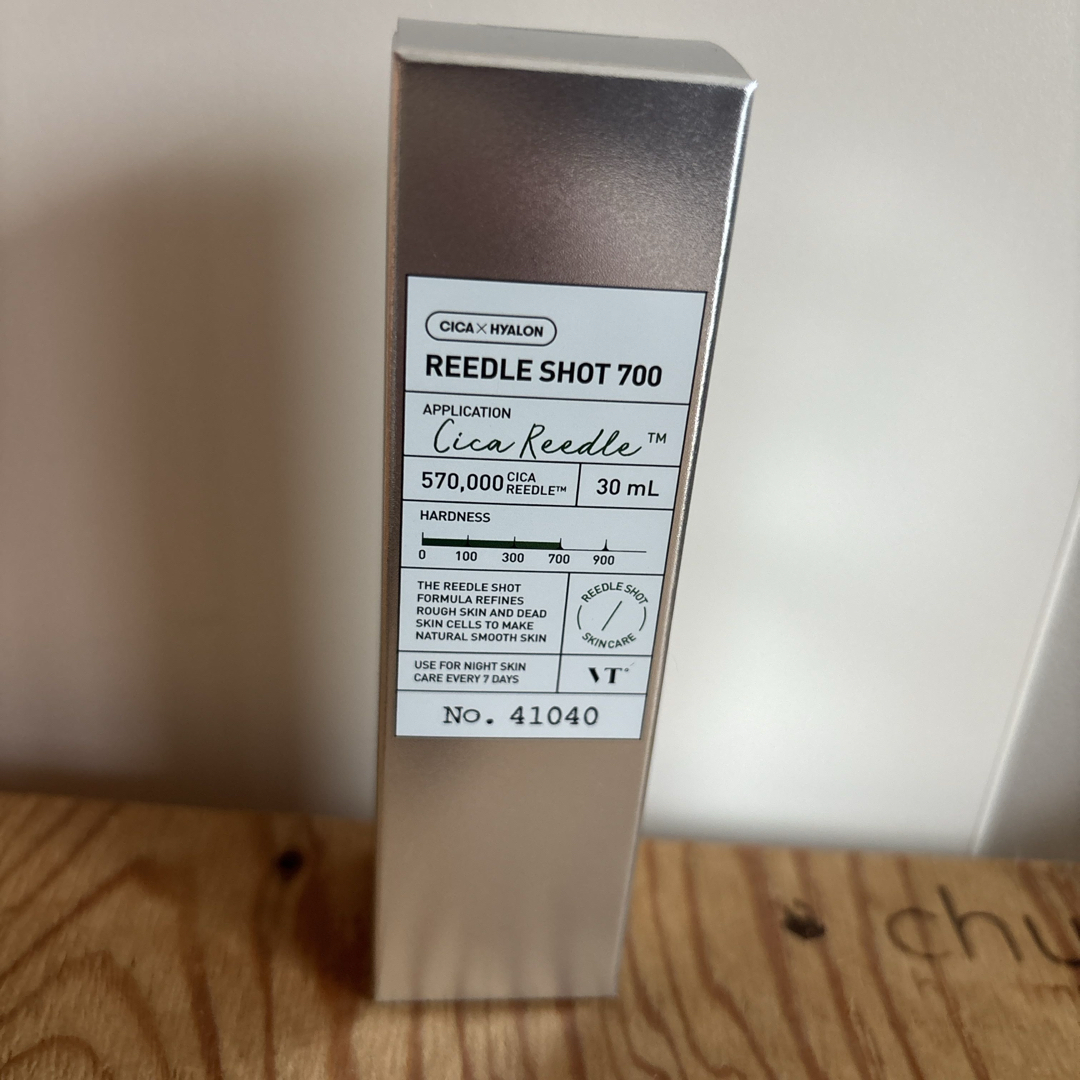 CICA×HYALON
REEDLE SHOT 700
APPLICATION
Cica Reedle™
570,000 CICA REEDLE™
30 mL
HARDNESS
0 100 300 700 900
THE REEDLE SHOT
FORMULA REFINES
ROUGH SKIN AND DEAD
SKIN CELLS TO MAKE
NATURAL SMOOTH SKIN
REEDLE SHOT
SKINCARE
USE FOR NIGHT SKIN
CARE EVERY 7 DAYS
VT
No. 41040